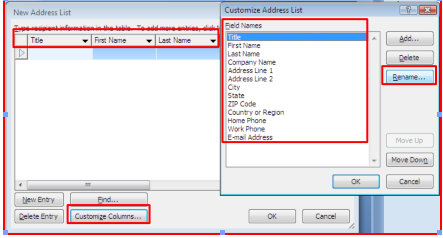 New Address List
Type recipient information in the table. To add more entries, click
Title
First Name
Last Name
New Entry
Find...
Delete Entry
Customize Columns...
OK
Cancel
Customize Address List
Field Names
Title
First Name
Last Name
Company Name
Address Line 1
Address Line 2
City
State
ZIP Code
Country or Region
Home Phone
Work Phone
E-mail Address
Add...
Delete
Rename...
Move Up
Move Down
OK
Cancel